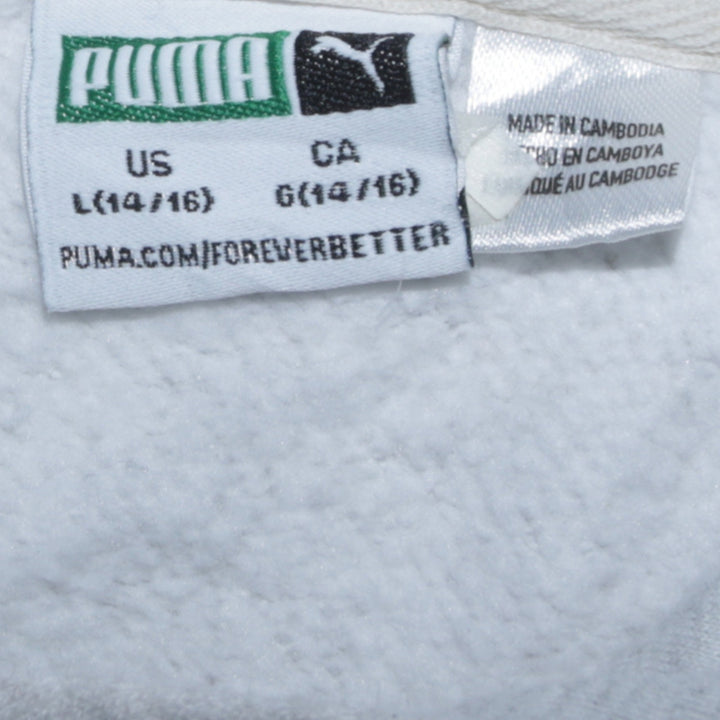 PUMA
US
L(14/16)
CA
G(14/16)
PUMA.COM/FOREVERBETTER
MADE IN CAMBODIA
EN CAMBOYA
AU CAMBODGE